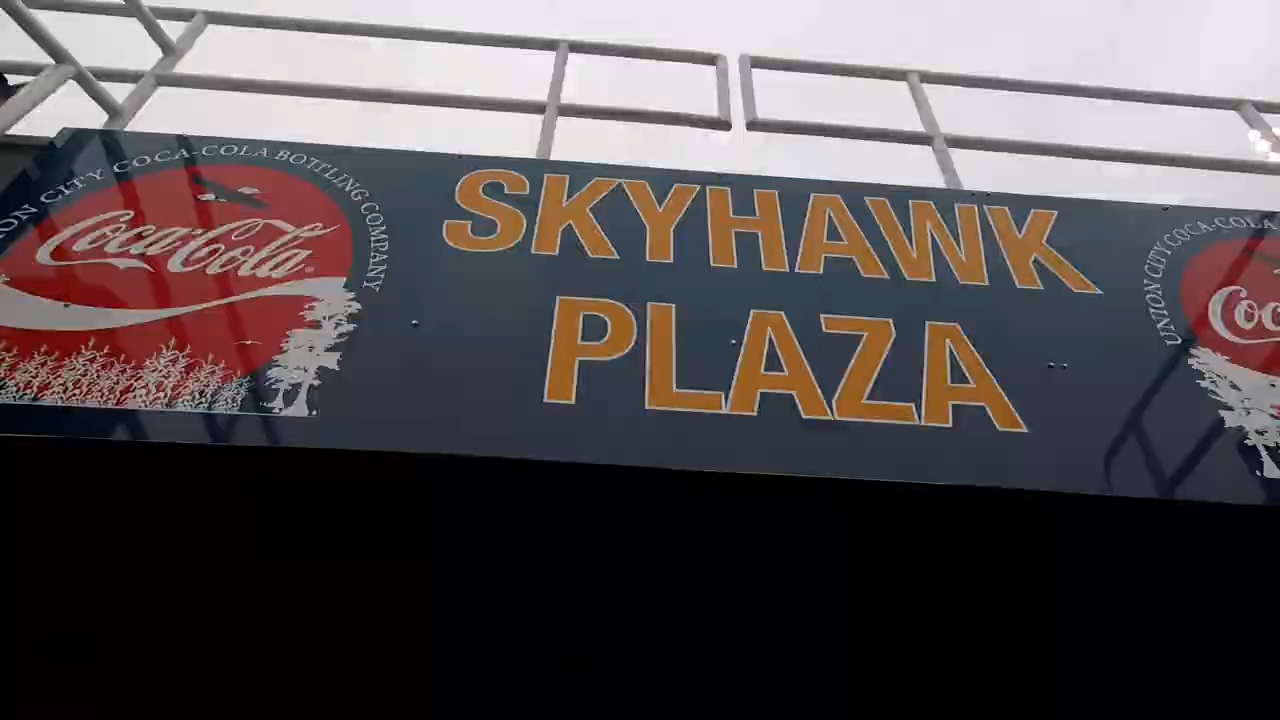 UNION CITY COCA-COLA BOTTLING COMPANY
Coca-Cola
SKYHAWK
PLAZA
UNION CITY COCA-COLA